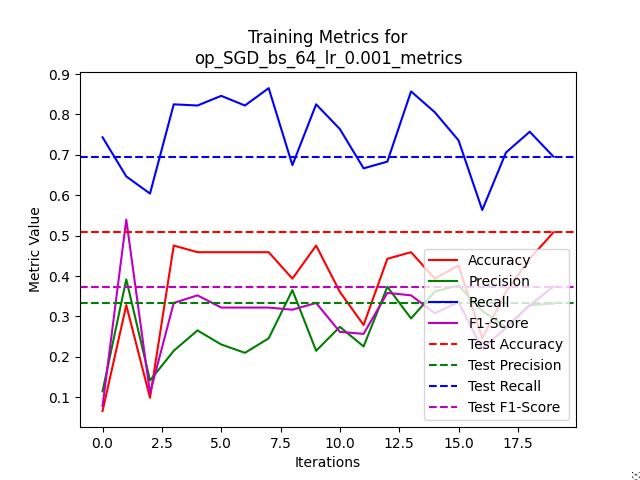 Training Metrics for
op_SGD_bs_64_lr_0.001_metrics
Metric Value
0.9
0.8
0.7
0.6
0.5
0.4
0.3
0.2
0.1
Accuracy
Precision
Recall
F1-Score
Test Accuracy
Test Precision
Test Recall
Test F1-Score
0.0 2.5 5.0 7.5 10.0 12.5 15.0 17.5
Iterations